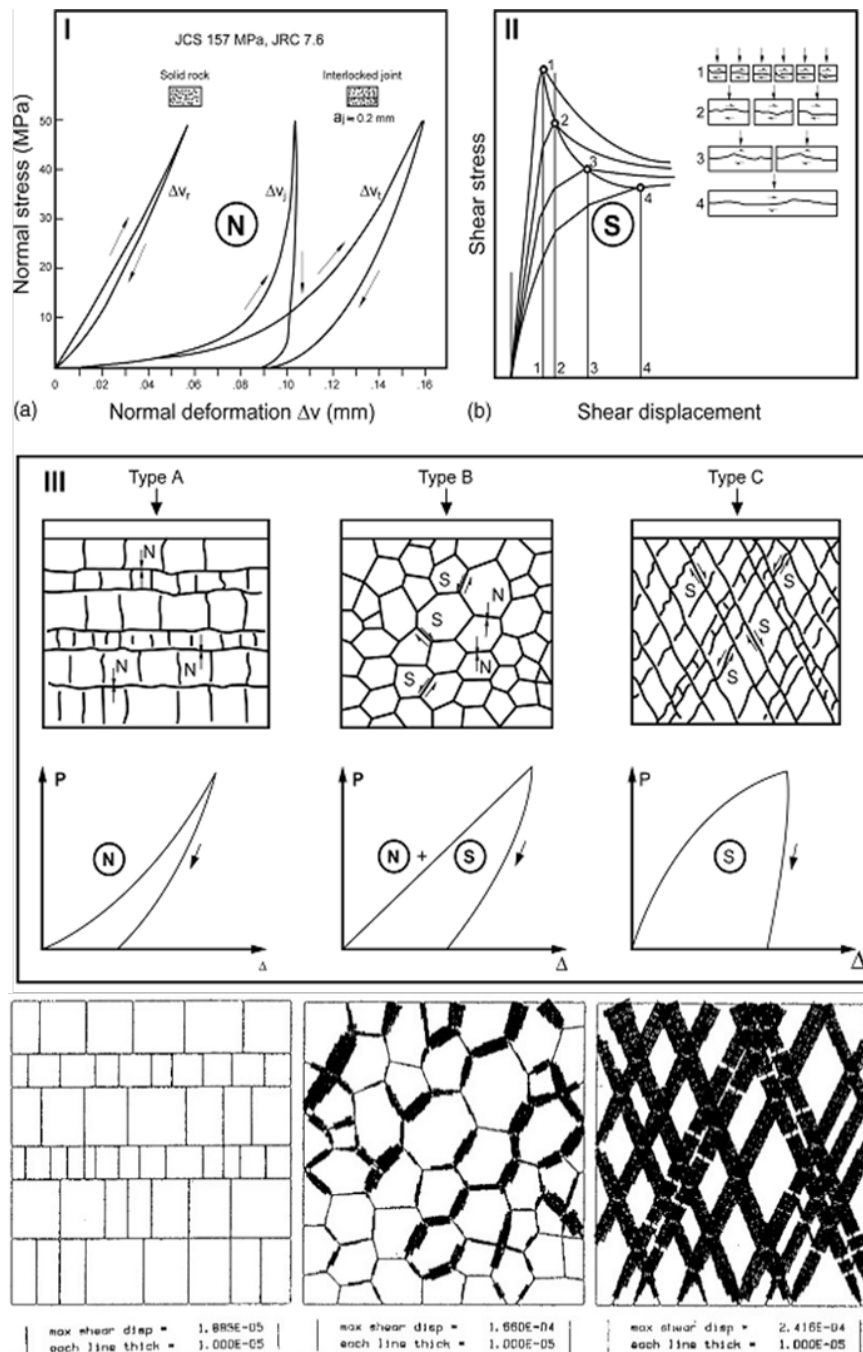 I
JCS 157 MPa, JRC 7.6
Solid rock
Interlocked joint
aj = 0.2 mm
Normal stress (MPa)
50
40
30
20
10
Δvr
Δvj
Δvt
N
0 .02 .04 .06 .08 .10 .12 .14 .16
(a) Normal deformation Δv (mm)
II
Shear stress
1
2
3
4
S
1 2 3 4
1
2
3
4
(b) Shear displacement
III
Type A Type B Type C
N
N
N
S
N
S
N
S
S
S
S
S
P
N
Δ
P
N + S
Δ
P
S
Δ
max shear disp = 1.885E-05
each line thick = 1.000E-05
max shear disp = 1.660E-04
each line thick = 1.000E-05
max shear disp = 2.416E-04
each line thick = 1.000E-05